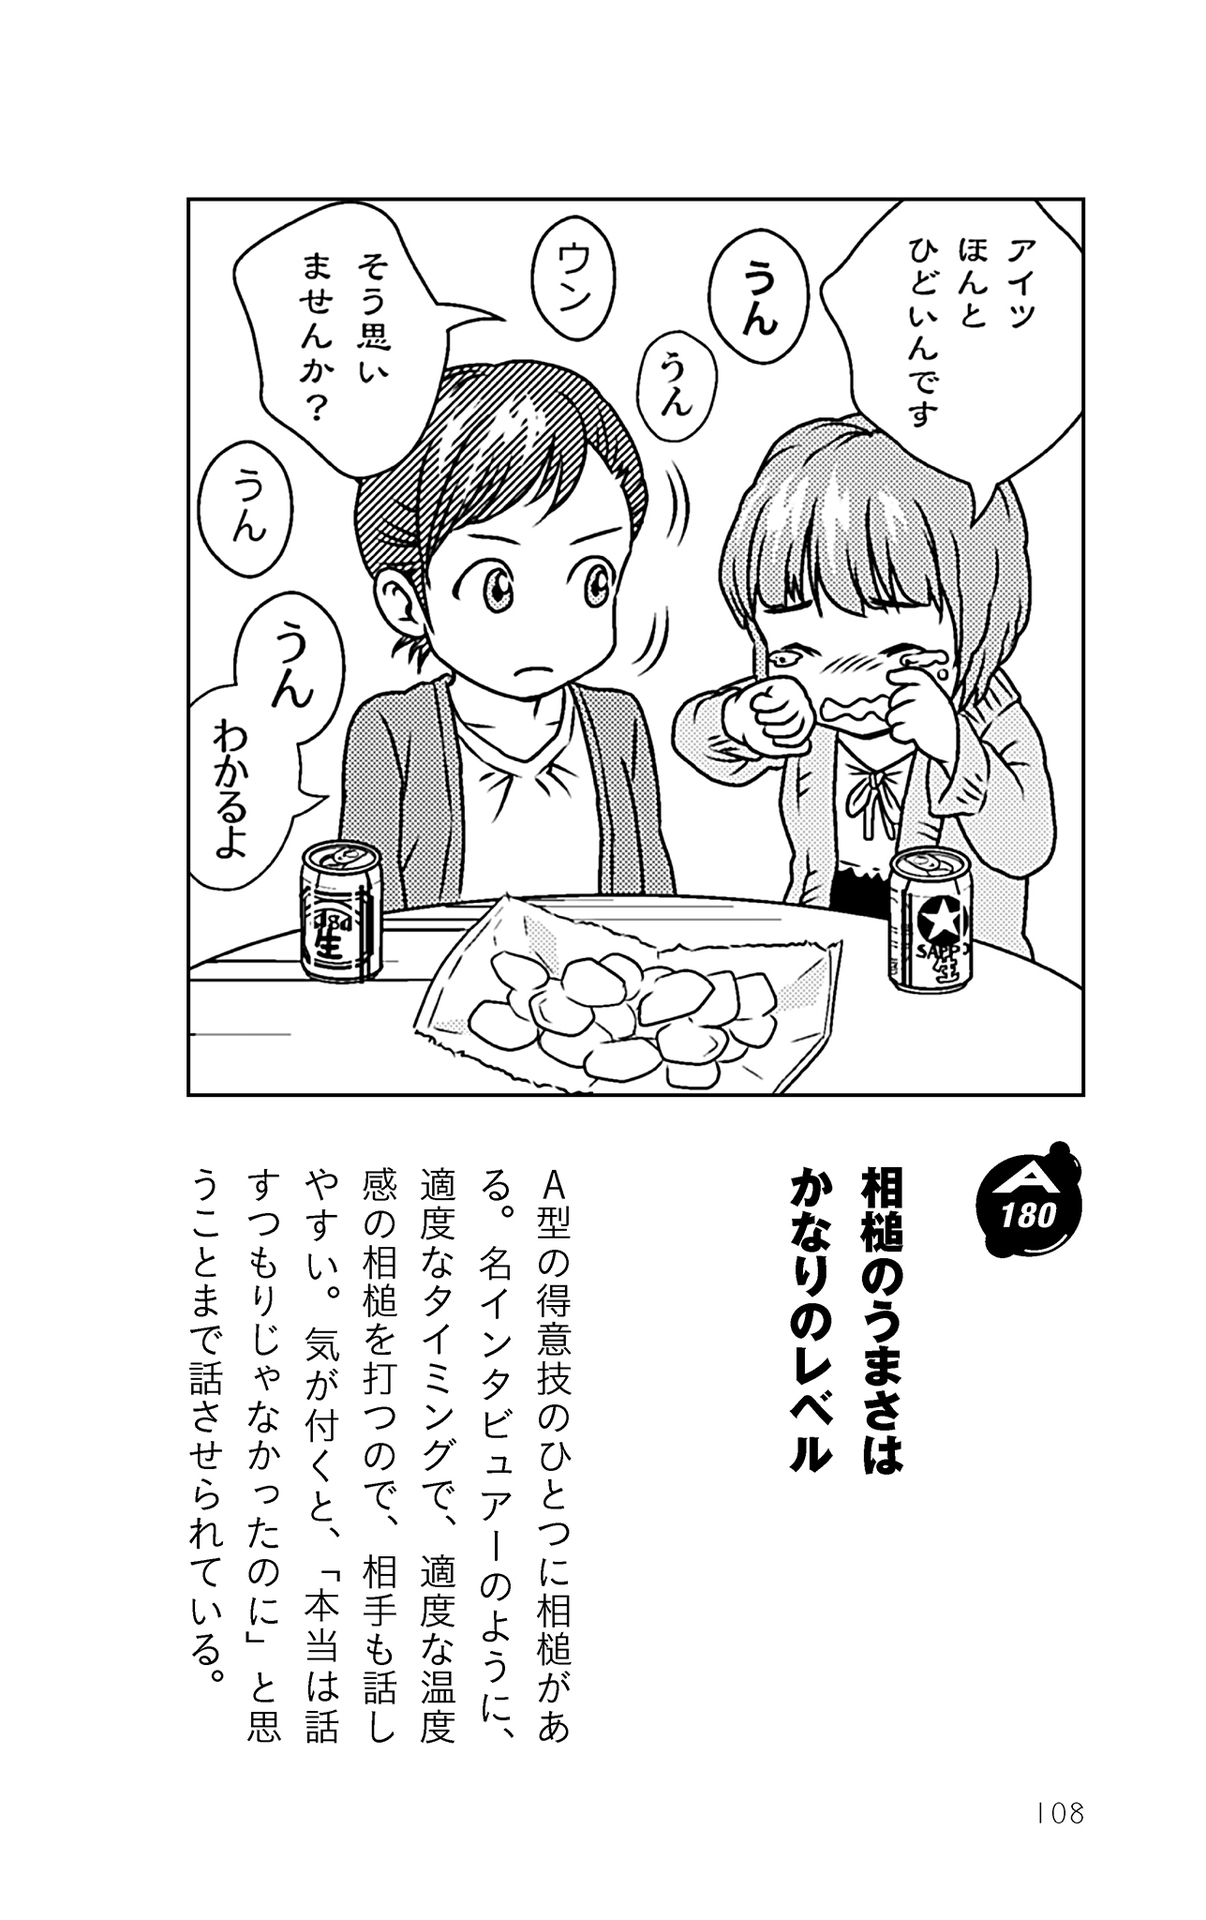 アイツ
ほんと
ひどいんです
うん
うん
ウン
そう思い
ませんか？
うん
うん
わかるよ
生
SAPP
生
A
180
相槌のうまさは
かなりのレベル
A型の得意技のひとつに相槌があ
る。名インタビュアーのように、
適度なタイミングで、適度な温度
感の相槌を打つので、相手も話し
やすい。気が付くと、「本当は話
すつもりじゃなかったのに」と思
うことまで話させられている。
108